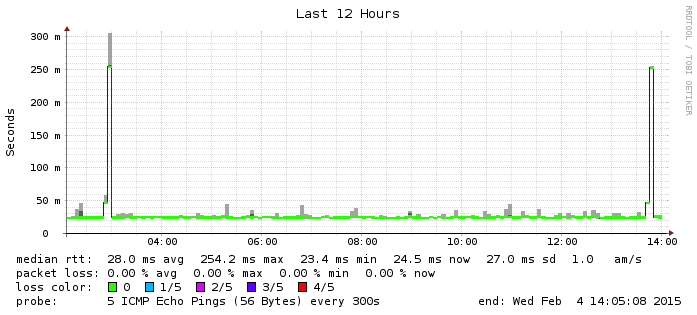 Last 12 Hours
RRDTOOL / TOBI OETIKER
Seconds
300 m
250 m
200 m
150 m
100 m
50 m
0
04:00 06:00 08:00 10:00 12:00 14:00
median rtt: 28.0 ms avg 254.2 ms max 23.4 ms min 24.5 ms now 27.0 ms sd 1.0 am/s
packet loss: 0.00 % avg 0.00 % max 0.00 % min 0.00 % now
loss color: 0 1/5 2/5 3/5 4/5
probe: 5 ICMP Echo Pings (56 Bytes) every 300s end: Wed Feb 4 14:05:08 2015